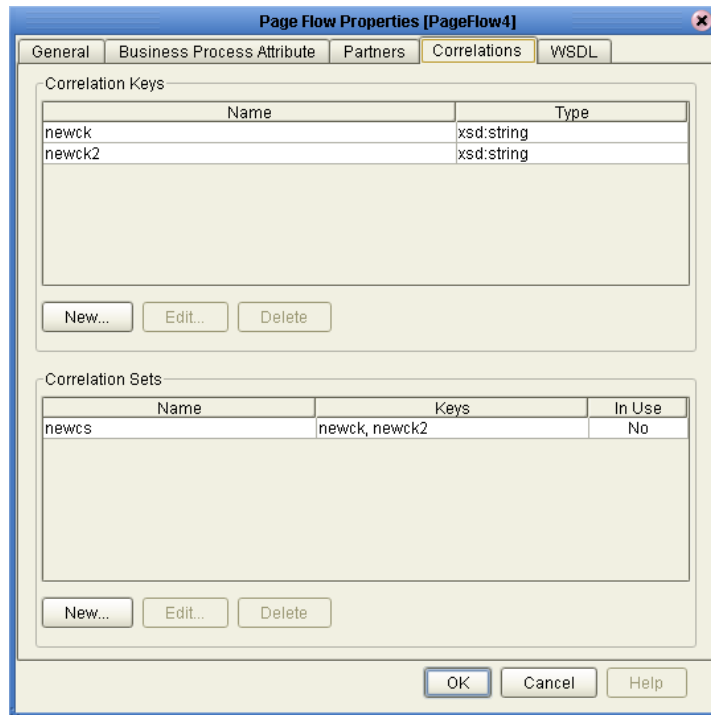 Page Flow Properties [PageFlow4]
General Business Process Attribute Partners Correlations WSDL
Correlation Keys
Name Type
newck xsd:string
newck2 xsd:string
New... Edit... Delete
Correlation Sets
Name Keys In Use
newcs newck, newck2 No
New... Edit... Delete
OK Cancel Help